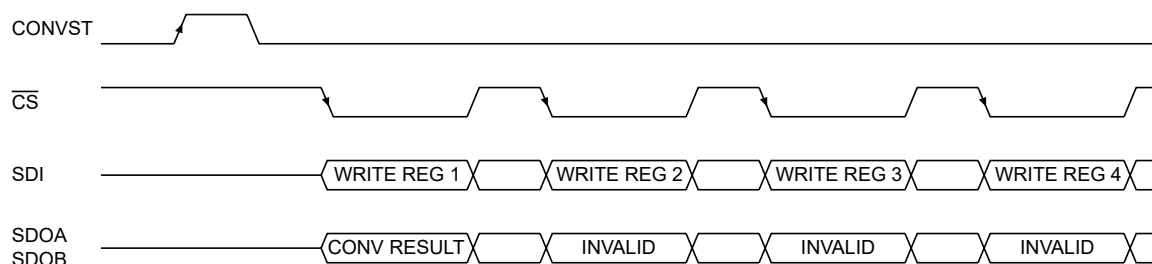 CONVST
CS
SDI WRITE REG 1 WRITE REG 2 WRITE REG 3 WRITE REG 4
SDOA
SDOB
CONV RESULT INVALID INVALID INVALID